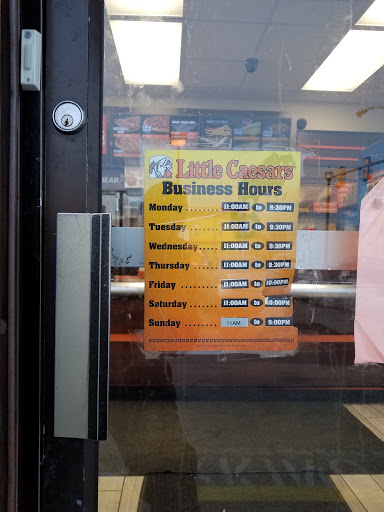 Little Caesars
Business Hours
Monday ........ 11:00AM to 9:30PM
Tuesday ....... 11:00AM to 9:30PM
Wednesday...... 11:00AM to 9:30PM
Thursday ...... 11:00AM to 9:30PM
Friday ........ 11:00AM to 10:00PM
Saturday ...... 11:00AM to 10:00PM
Sunday ........ 11AM to 9:00PM